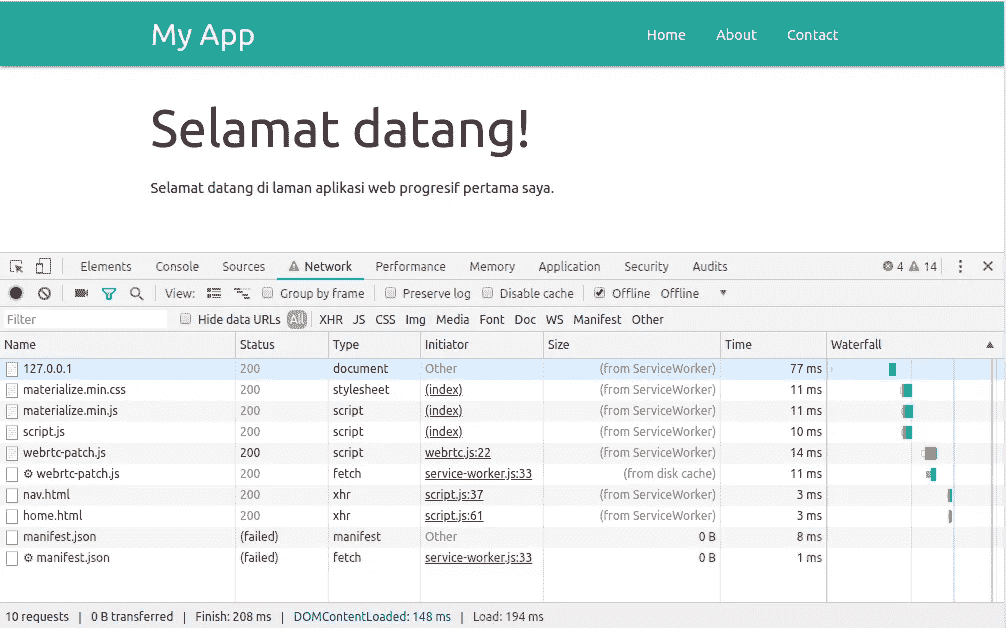 My App Home About Contact
Selamat datang!
Selamat datang di laman aplikasi web progresif pertama saya.
Elements Console Sources Network Performance Memory Application Security Audits 4 14
View: Group by frame Preserve log Disable cache Offline Offline
Filter Hide data URLs All XHR JS CSS Img Media Font Doc WS Manifest Other
Name Status Type Initiator Size Time Waterfall
127.0.0.1 200 document Other (from ServiceWorker) 77 ms
materialize.min.css 200 stylesheet (index) (from ServiceWorker) 11 ms
materialize.min.js 200 script (index) (from ServiceWorker) 11 ms
script.js 200 script (index) (from ServiceWorker) 10 ms
webrtc-patch.js 200 script webrtc.js:22 (from ServiceWorker) 14 ms
webrtc-patch.js 200 fetch service-worker.js:33 (from disk cache) 11 ms
nav.html 200 xhr script.js:37 (from ServiceWorker) 3 ms
home.html 200 xhr script.js:61 (from ServiceWorker) 3 ms
manifest.json (failed) manifest Other 0 B 8 ms
manifest.json (failed) fetch service-worker.js:33 0 B 1 ms
10 requests | 0 B transferred | Finish: 208 ms | DOMContentLoaded: 148 ms | Load: 194 ms